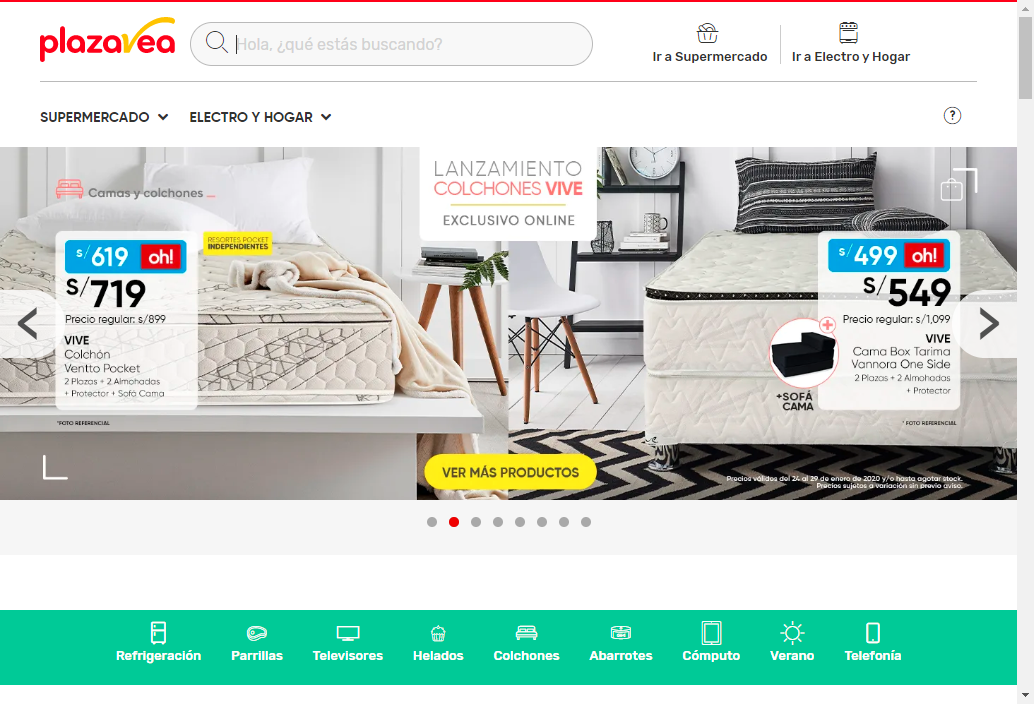 plazavea
Hola, ¿qué estás buscando?
Ir a Supermercado
Ir a Electro y Hogar
SUPERMERCADO
ELECTRO Y HOGAR
?
Camas y colchones
LANZAMIENTO
COLCHONES VIVE
EXCLUSIVO ONLINE
S/619 oh!
RESORTES POCKET
INDEPENDIENTES
S/719
Precio regular: s/899
VIVE
Colchón
Ventto Pocket
2 Plazas + 2 Almohadas
+ Protector + Sofá Cama
*FOTO REFERENCIAL
S/499 oh!
S/549
Precio regular: s/1,099
VIVE
Cama Box Tarima
Vannora One Side
2 Plazas + 2 Almohadas
+ Protector
+SOFÁ
CAMA
* FOTO REFERENCIAL
VER MÁS PRODUCTOS
Precios válidos del 24 al 29 de enero de 2020 y/o hasta agotar stock.
Precios sujetos a variación sin previo aviso.
Refrigeración
Parrillas
Televisores
Helados
Colchones
Abarrotes
Cómputo
Verano
Telefonía